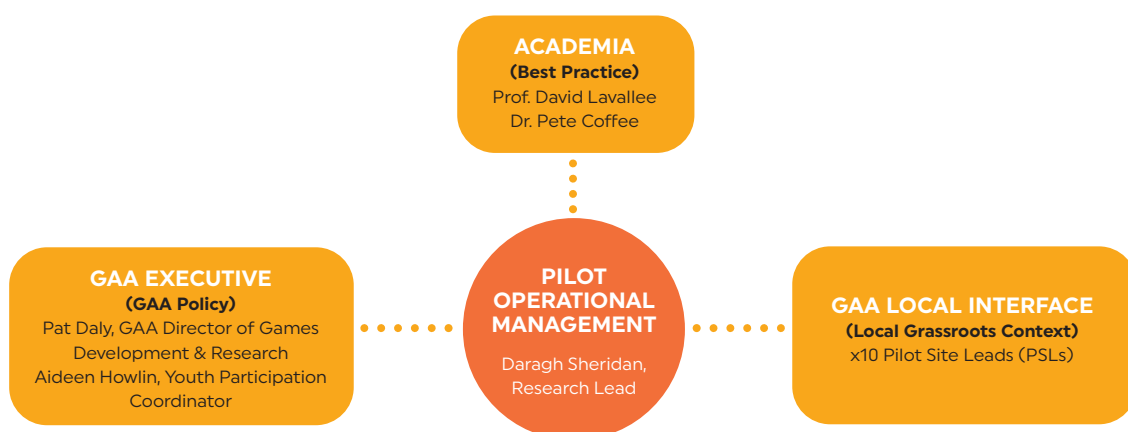 ACADEMIA
(Best Practice)
Prof. David Lavallee
Dr. Pete Coffee
GAA EXECUTIVE
(GAA Policy)
Pat Daly, GAA Director of Games
Development & Research
Aideen Howlin, Youth Participation
Coordinator
PILOT
OPERATIONAL
MANAGEMENT
Daragh Sheridan,
Research Lead
GAA LOCAL INTERFACE
(Local Grassroots Context)
x10 Pilot Site Leads (PSLs)